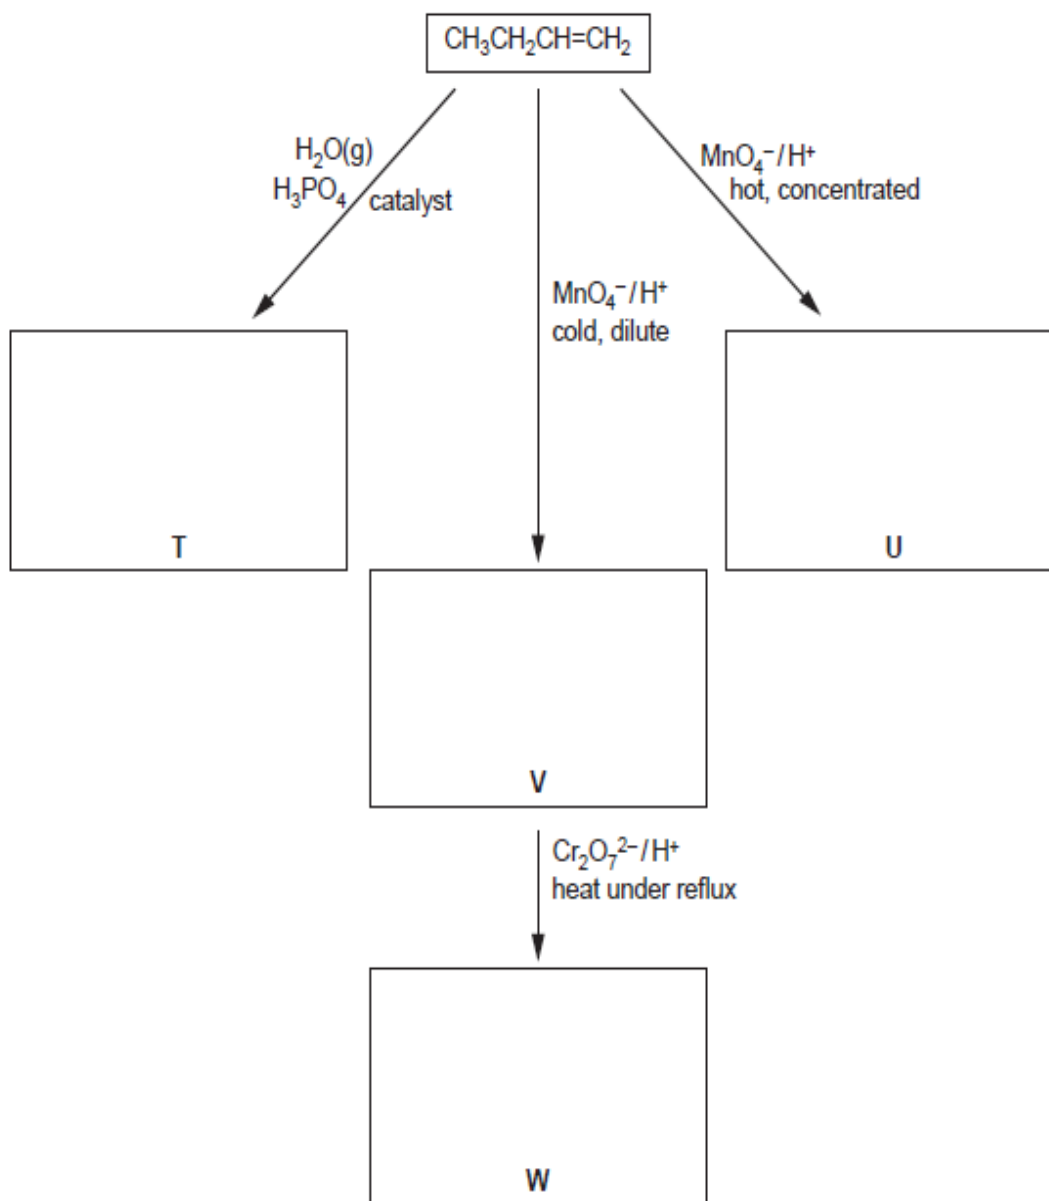 CH₃CH₂CH=CH₂
H₂O(g)
H₃PO₄ catalyst
MnO₄⁻/H⁺
hot, concentrated
MnO₄⁻/H⁺
cold, dilute
T
U
V
Cr₂O₇²⁻/H⁺
heat under reflux
W